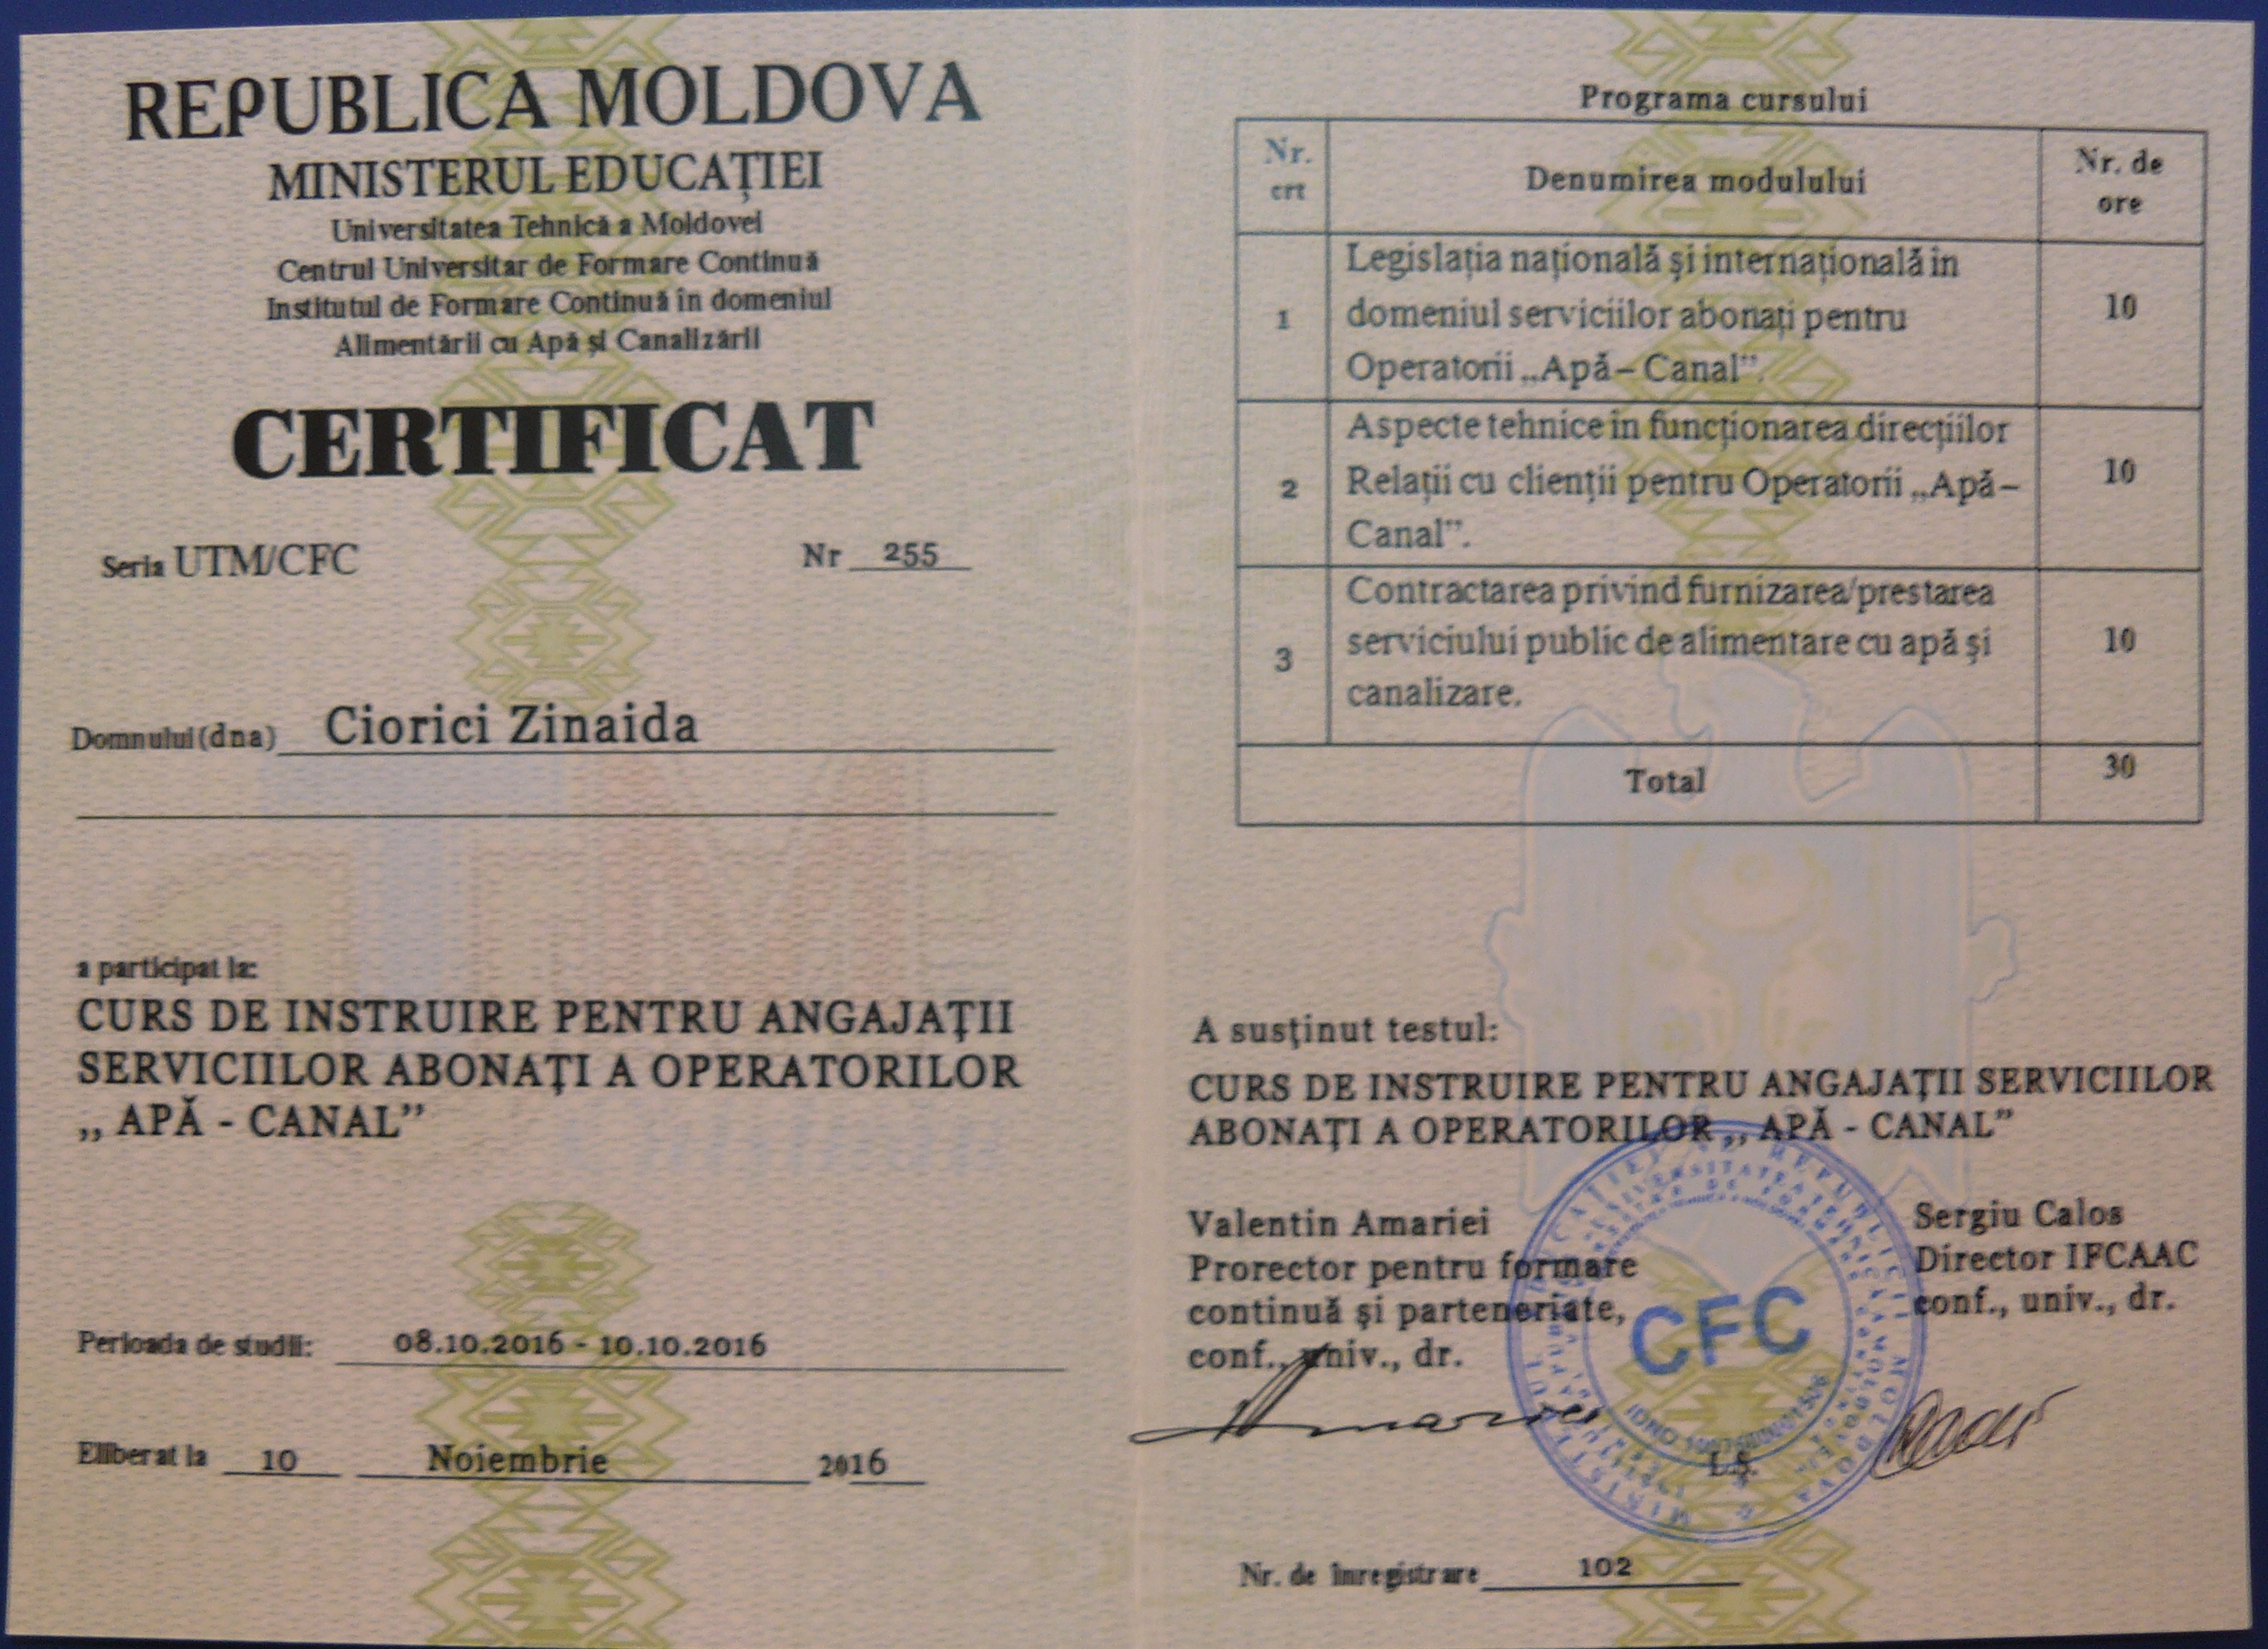 REPUBLICA MOLDOVA
MINISTERUL EDUCAȚIEI
Universitatea Tehnică a Moldovei
Centrul Universitar de Formare Continuă
Institutul de Formare Continuă în domeniul
Alimentării cu Apă și Canalizării
CERTIFICAT
Seria UTM/CFC Nr 255
Domnului (dna) Ciorici Zinaida
a participat la:
CURS DE INSTRUIRE PENTRU ANGAJAȚII
SERVICIILOR ABONAȚI A OPERATORILOR
,, APĂ - CANAL”
Perioada de studii: 08.10.2016 - 10.10.2016
Eliberat la 10 Noiembrie 2016
Programa cursului
Nr. crt Denumirea modulului Nr. de ore
1 Legislația națională și internațională in
domeniul serviciilor abonați pentru 10
Operatorii „Apă– Canal”.
Aspecte tehnice in funcționarea direcțiilor
2 Relații cu clienții pentru Operatorii „Apă– 10
Canal”.
Contractarea privind furnizarea/prestarea
3 serviciului public de alimentare cu apă și 10
canalizare.
Total 30
A susținut testul:
CURS DE INSTRUIRE PENTRU ANGAJAȚII SERVICIILOR
ABONAȚI A OPERATORILOR ,, APĂ - CANAL”
Valentin Amariei
Prorector pentru formare
continuă și parteneriate,
conf., univ., dr.
Sergiu Calos
Director IFCAAC
conf., univ., dr.
CFC
L.Ș.
Nr. de înregistrare 102